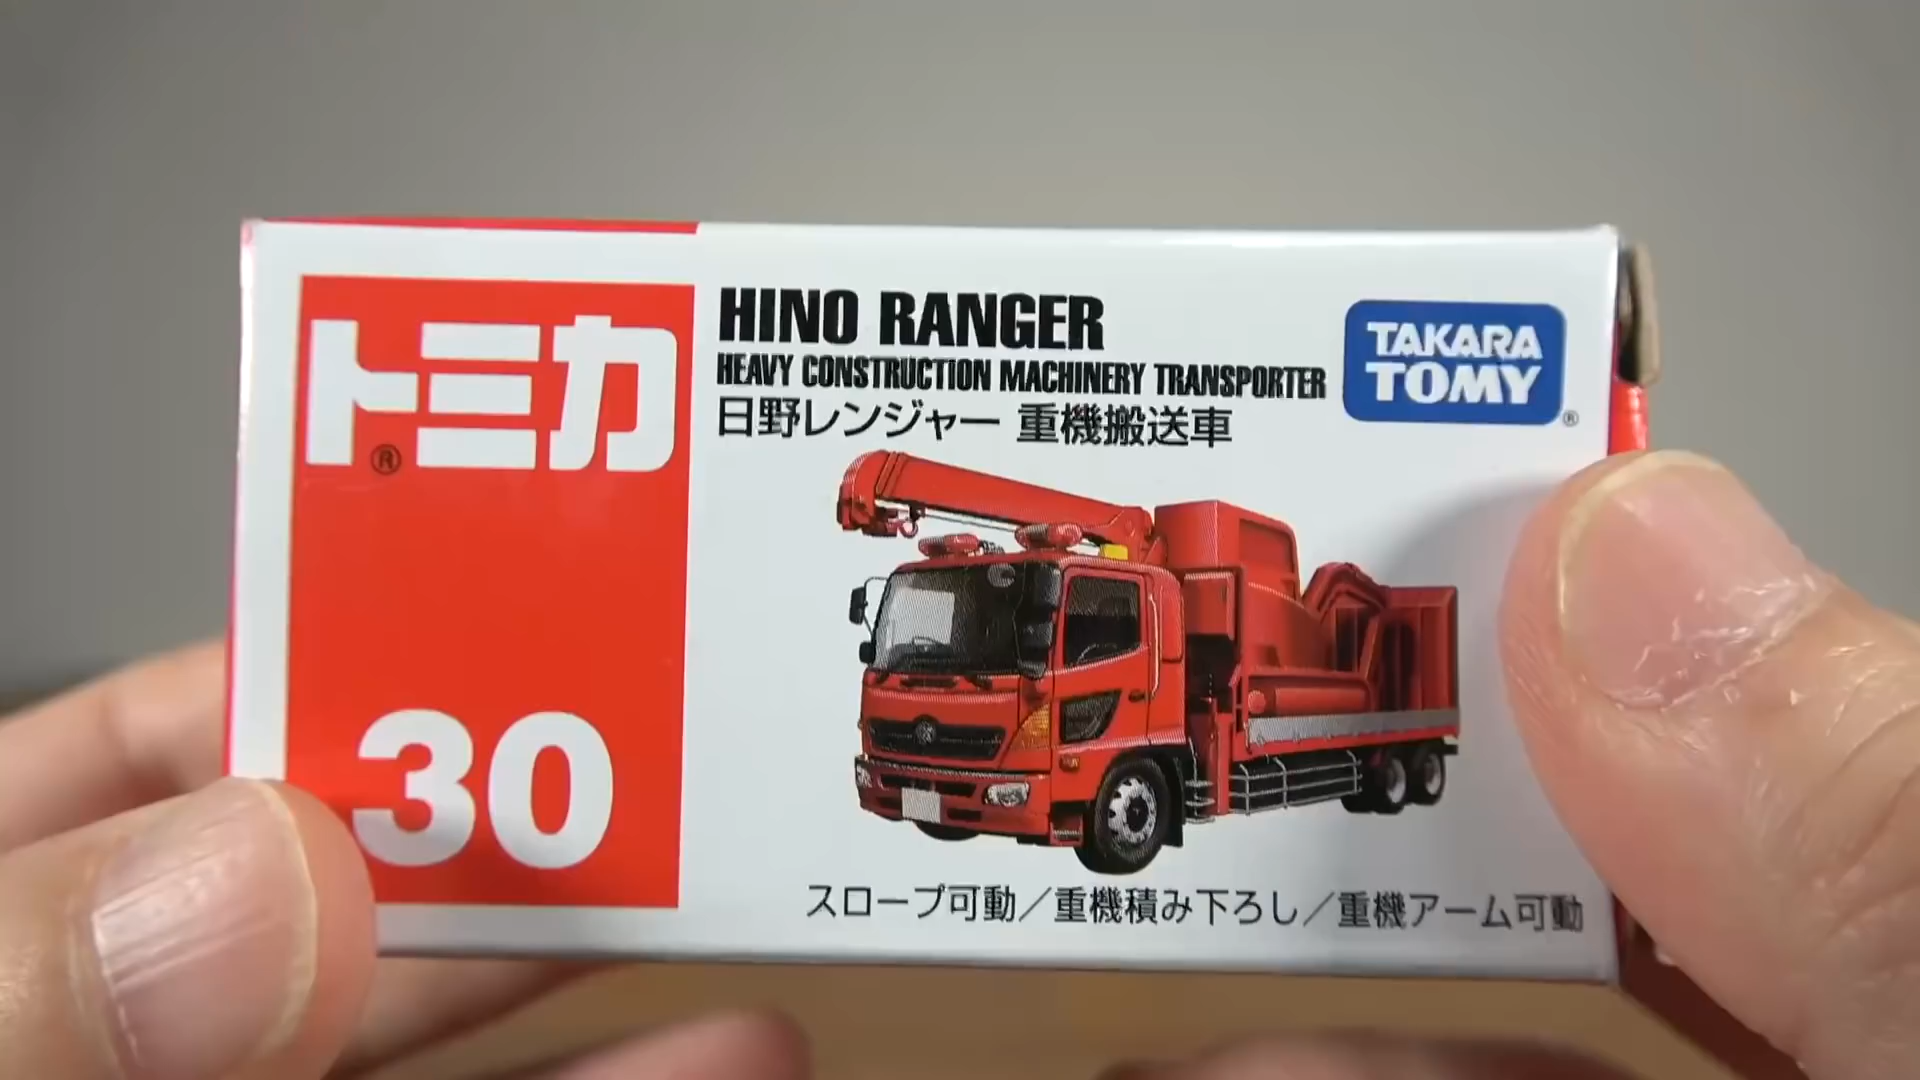 トミカ
®
30
HINO RANGER
HEAVY CONSTRUCTION MACHINERY TRANSPORTER
日野レンジャー 重機搬送車
TAKARA
TOMY
®
スロープ可動／重機積み下ろし／重機アーム可動